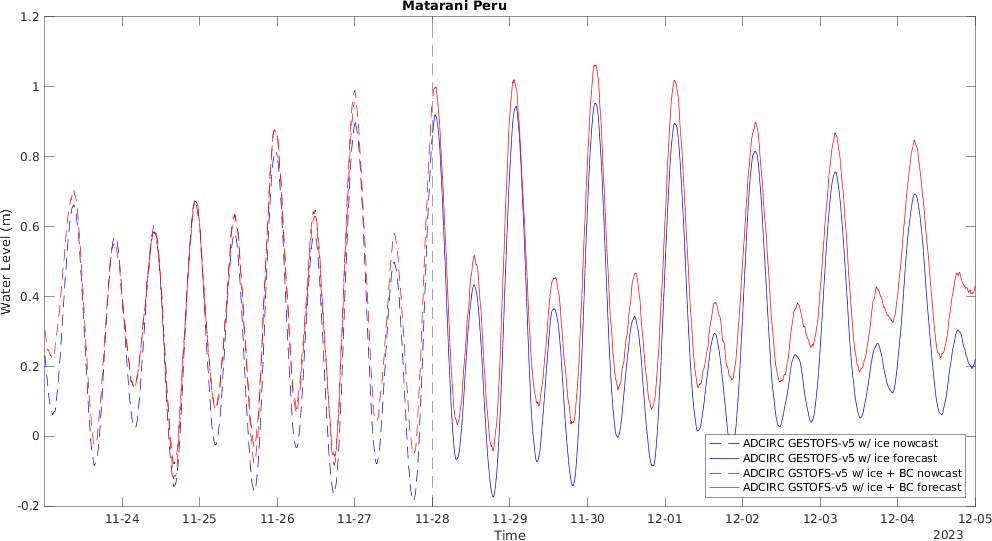 Matarani Peru
1.2
1
0.8
0.6
0.4
0.2
0
-0.2
Water Level (m)
ADCIRC GESTOFS-v5 w/ ice nowcast
ADCIRC GESTOFS-v5 w/ ice forecast
ADCIRC GSTOFS-v5 w/ ice + BC nowcast
ADCIRC GSTOFS-v5 w/ ice + BC forecast
11-24 11-25 11-26 11-27 11-28 11-29 11-30 12-01 12-02 12-03 12-04 12-05
Time
2023